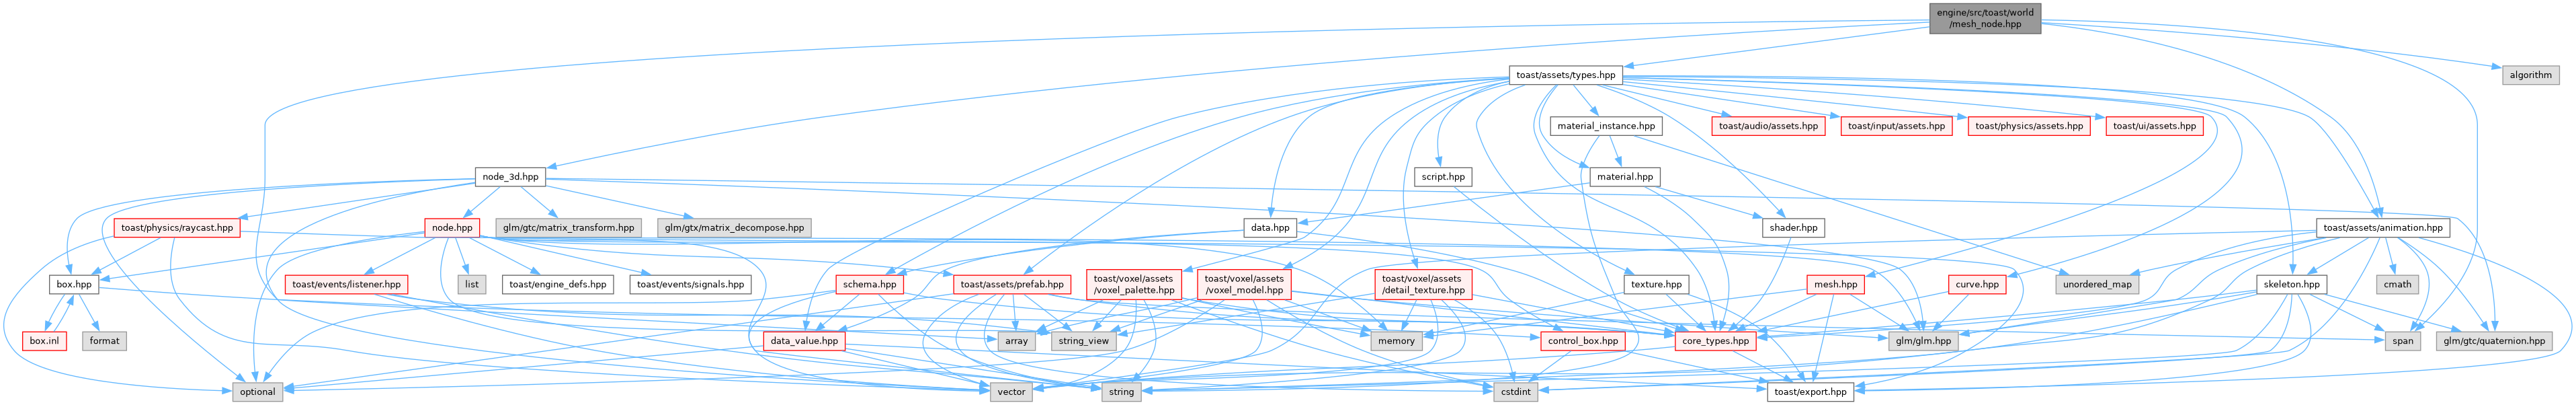 engine/src/toast/world
/mesh_node.hpp
toast/assets/types.hpp
algorithm
material_instance.hpp
toast/audio/assets.hpp
toast/input/assets.hpp
toast/physics/assets.hpp
toast/ui/assets.hpp
node_3d.hpp
script.hpp
material.hpp
toast/physics/raycast.hpp
node.hpp
glm/gtc/matrix_transform.hpp
glm/gtx/matrix_decompose.hpp
data.hpp
shader.hpp
toast/assets/animation.hpp
box.hpp
toast/events/listener.hpp
list
toast/engine_defs.hpp
toast/events/signals.hpp
schema.hpp
toast/assets/prefab.hpp
toast/voxel/assets
/voxel_palette.hpp
toast/voxel/assets
/voxel_model.hpp
toast/voxel/assets
/detail_texture.hpp
texture.hpp
mesh.hpp
curve.hpp
unordered_map
cmath
skeleton.hpp
box.inl
format
data_value.hpp
array
string_view
memory
control_box.hpp
core_types.hpp
glm/glm.hpp
span
glm/gtc/quaternion.hpp
optional
vector
string
cstdint
toast/export.hpp